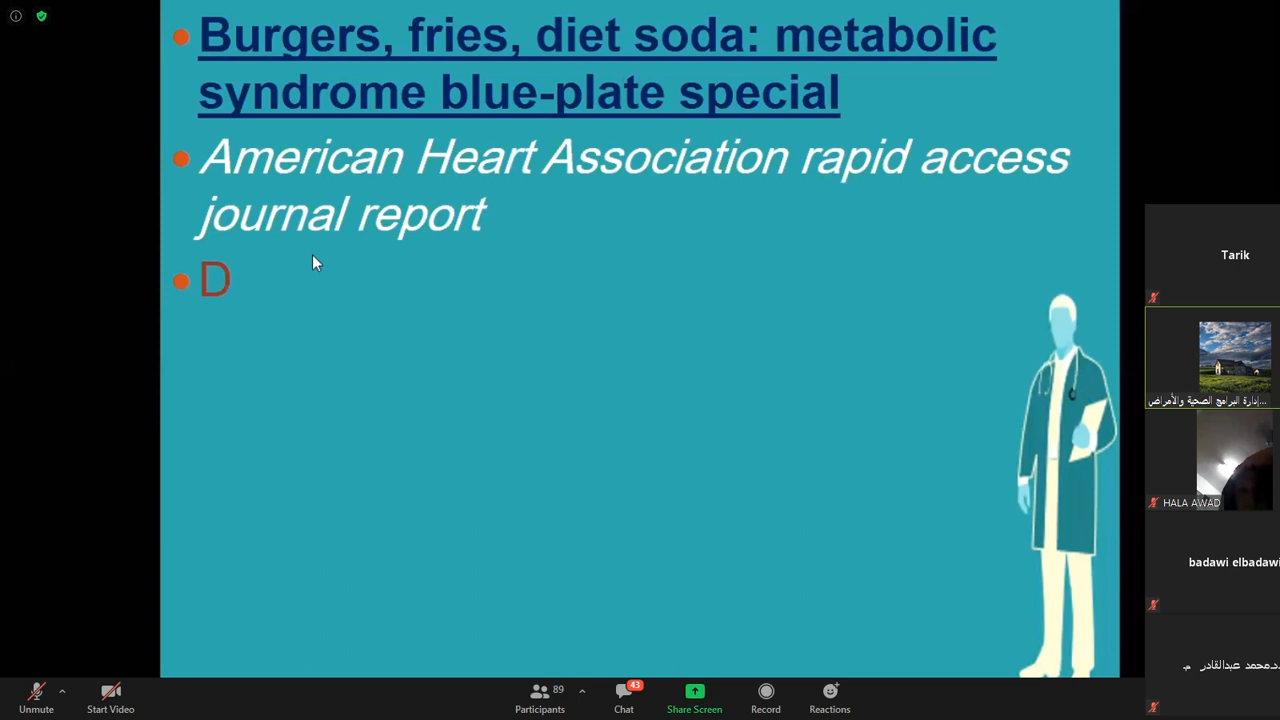 Burgers, fries, diet soda: metabolic
syndrome blue-plate special
American Heart Association rapid access
journal report
D
Tarik
إدارة البرامج الصحية والأمراض...
HALA AWAD
badawi elbadawi
د.محمد عبدالقادر م.
Unmute
Start Video
89
Participants
43
Chat
Share Screen
Record
Reactions